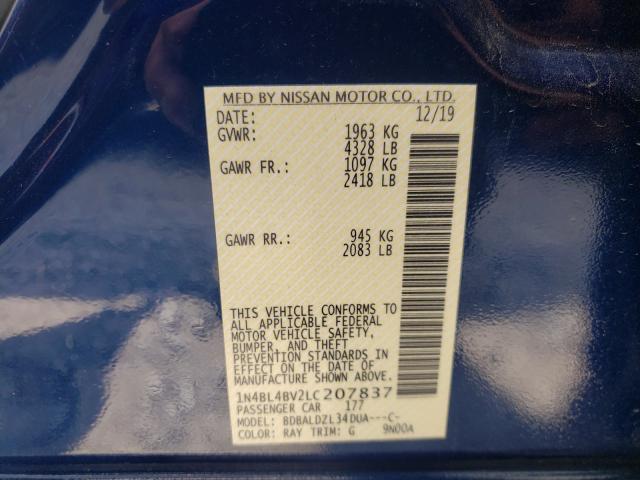 MFD BY NISSAN MOTOR CO., LTD.
DATE: 12/19
GVWR: 1963 KG
4328 LB
GAWR FR.: 1097 KG
2418 LB
GAWR RR.: 945 KG
2083 LB
THIS VEHICLE CONFORMS TO
ALL APPLICABLE FEDERAL
MOTOR VEHICLE SAFETY,
BUMPER, AND THEFT
PREVENTION STANDARDS IN
EFFECT ON THE DATE OF
MANUFACTURE SHOWN ABOVE.
1N4BL4BV2LC207837
PASSENGER CAR 177
MODEL: BDBALDZL34DUA---C-
COLOR: RAY TRIM: G 9N00A